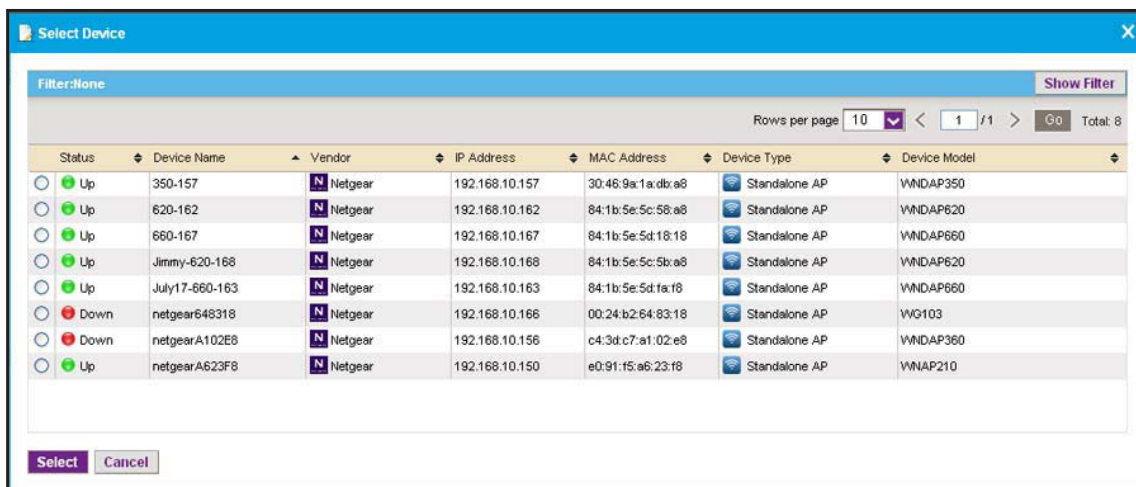 Select Device
Filter:None Show Filter
Rows per page 10 1 /1 Go Total: 8
Status Device Name Vendor IP Address MAC Address Device Type Device Model
Up 350-157 N Netgear 192.168.10.157 30:46:9a:1a:db:a8 Standalone AP WNDAP350
Up 620-162 N Netgear 192.168.10.162 84:1b:5e:5c:58:a8 Standalone AP WNDAP620
Up 660-167 N Netgear 192.168.10.167 84:1b:5e:5d:18:18 Standalone AP WNDAP660
Up Jimmy-620-168 N Netgear 192.168.10.168 84:1b:5e:5c:5b:a8 Standalone AP WNDAP620
Up July17-660-163 N Netgear 192.168.10.163 84:1b:5e:5d:fa:f8 Standalone AP WNDAP660
Down netgear648318 N Netgear 192.168.10.166 00:24:b2:64:83:18 Standalone AP WG103
Down netgearA102E8 N Netgear 192.168.10.156 c4:3d:c7:a1:02:e8 Standalone AP WNDAP360
Up netgearA623F8 N Netgear 192.168.10.150 e0:91:f5:a6:23:f8 Standalone AP WNAP210
Select Cancel